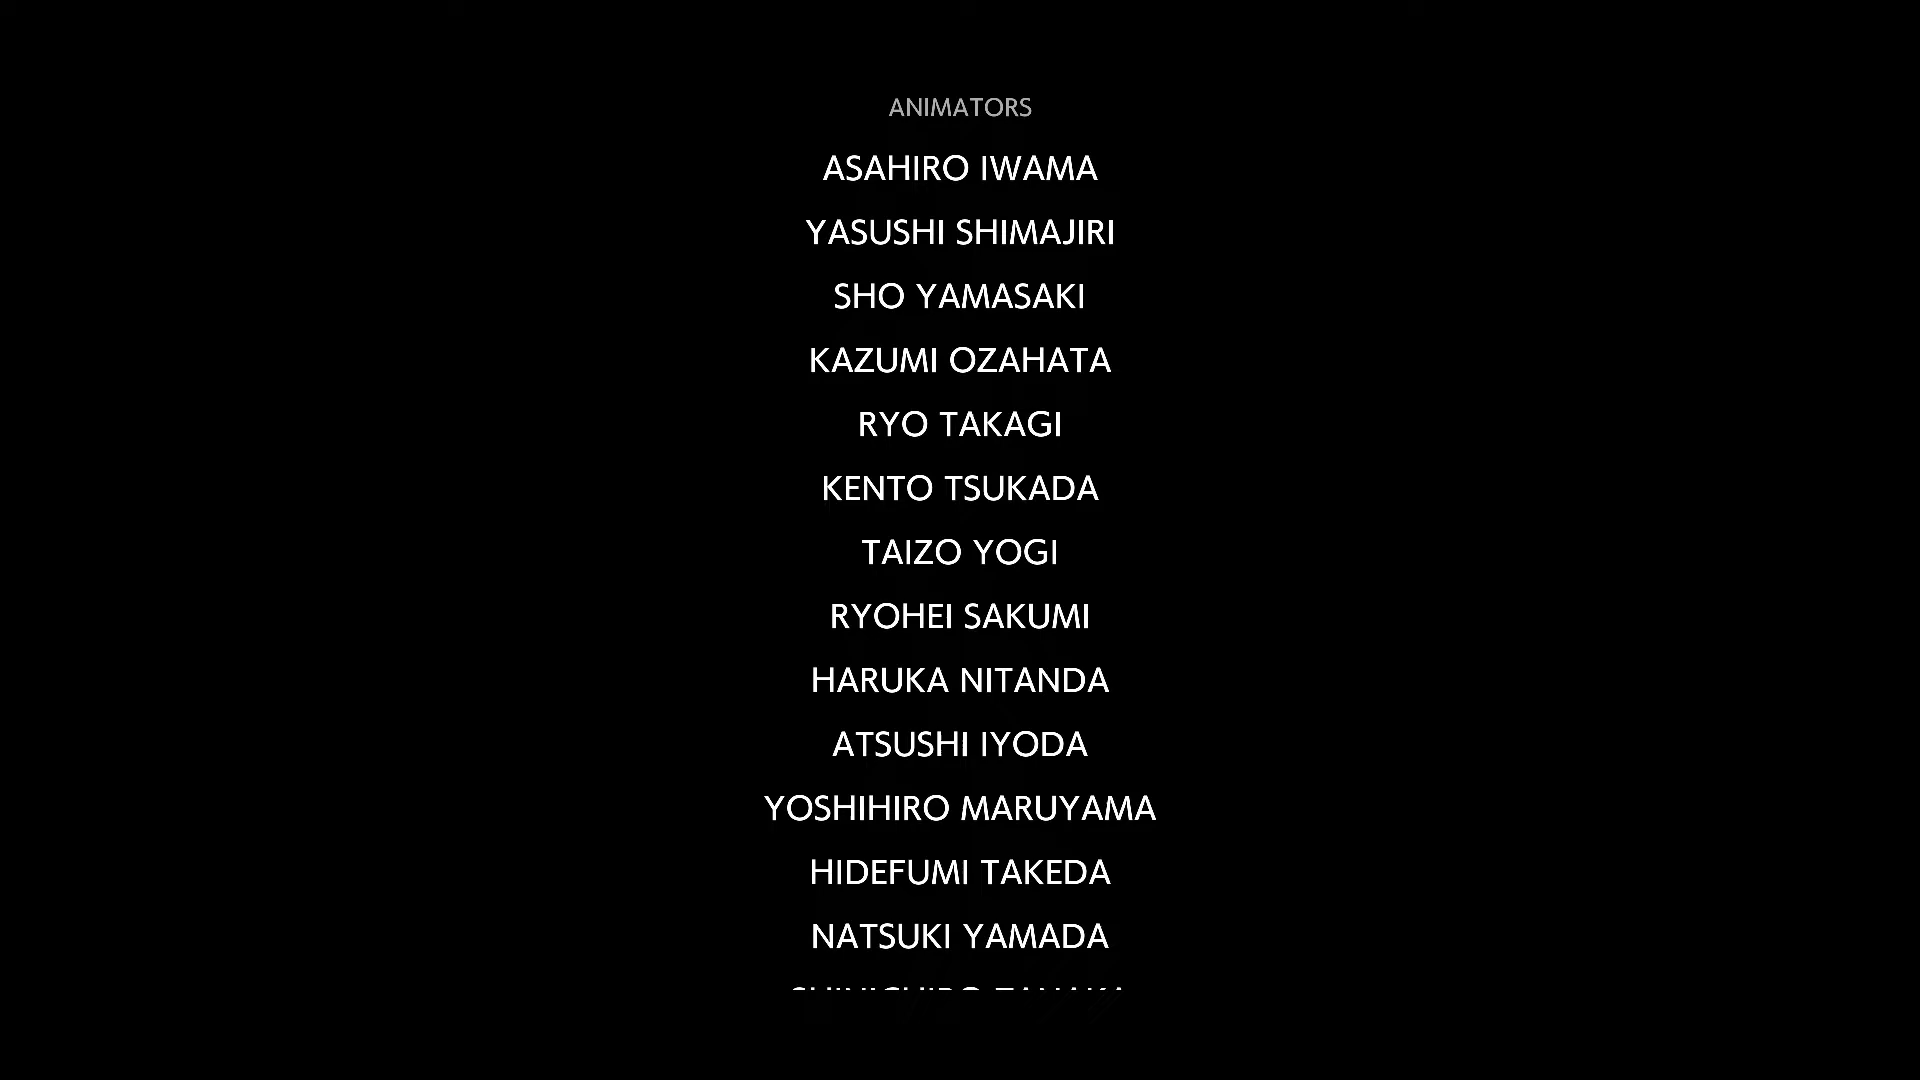 ANIMATORS
ASAHIRO IWAMA
YASUSHI SHIMAJIRI
SHO YAMASAKI
KAZUMI OZAHATA
RYO TAKAGI
KENTO TSUKADA
TAIZO YOGI
RYOHEI SAKUMI
HARUKA NITANDA
ATSUSHI IYODA
YOSHIHIRO MARUYAMA
HIDEFUMI TAKEDA
NATSUKI YAMADA